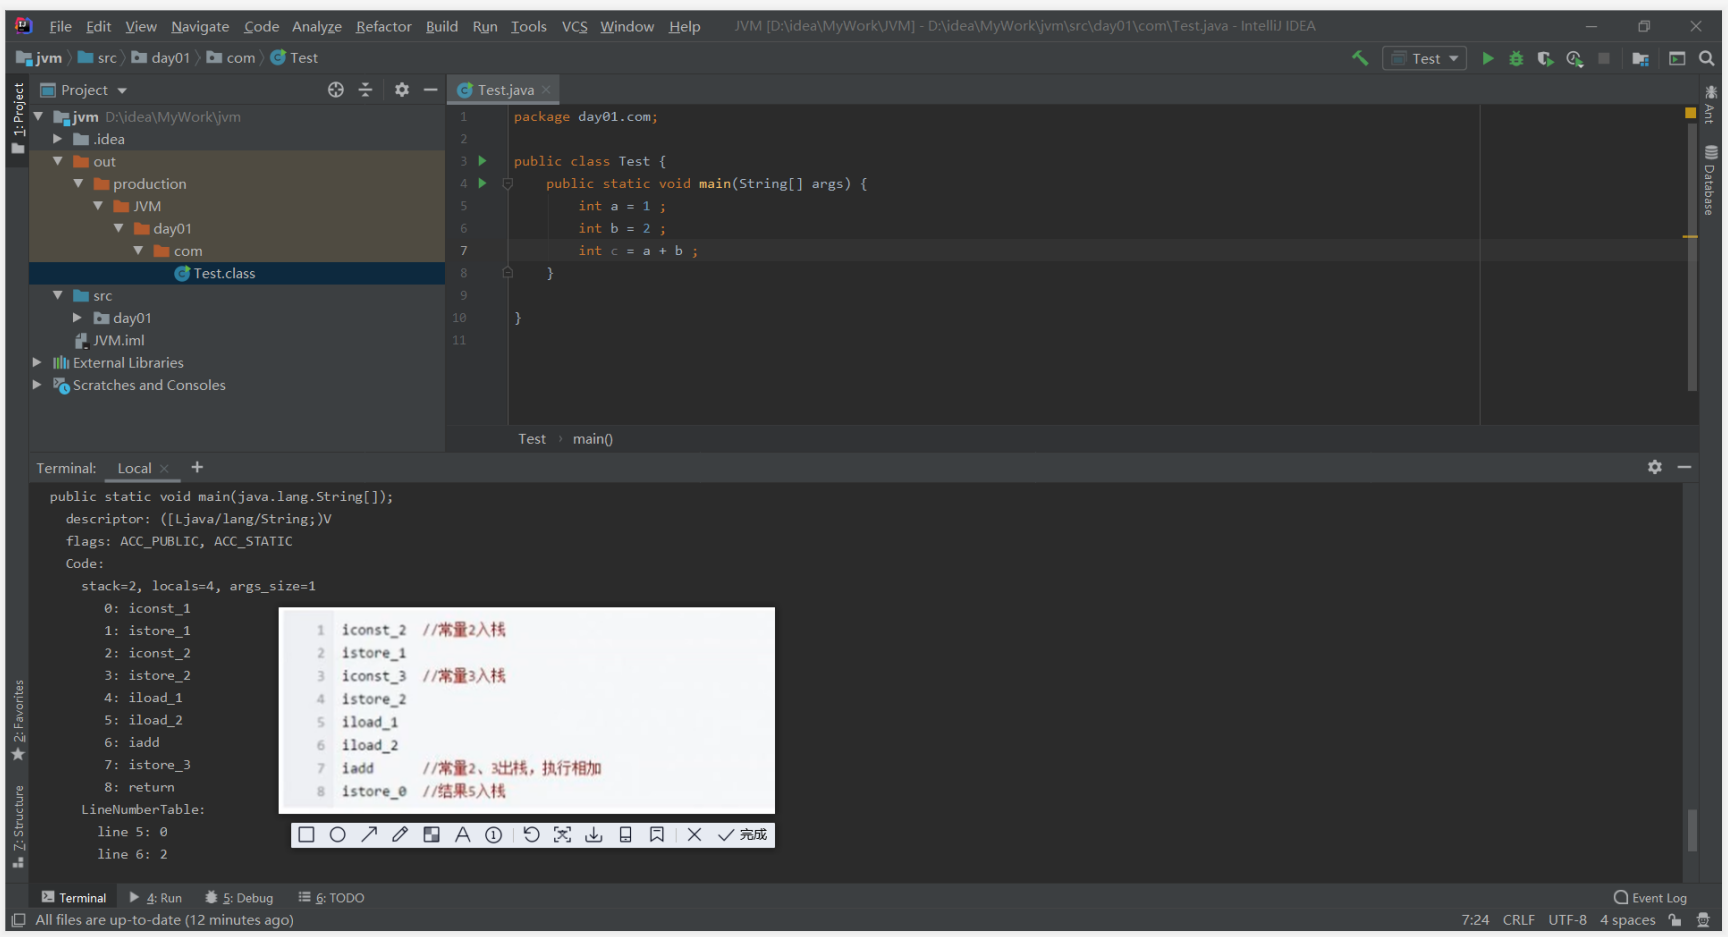 File Edit View Navigate Code Analyze Refactor Build Run Tools VCS Window Help JVM [D:\idea\MyWork\JVM] - D:\idea\MyWork\jvm\src\day01\com\Test.java - IntelliJ IDEA
jvm src day01 com Test
Test
1: Project
Project
jvm D:\idea\MyWork\jvm
.idea
out
production
JVM
day01
com
Test.class
src
day01
JVM.iml
External Libraries
Scratches and Consoles
Test.java
1 package day01.com;
2
3 public class Test {
4 public static void main(String[] args) {
5 int a = 1 ;
6 int b = 2 ;
7 int c = a + b ;
8 }
9
10 }
11
Test › main()
Ant
Database
Terminal: Local +
public static void main(java.lang.String[]);
descriptor: ([Ljava/lang/String;)V
flags: ACC_PUBLIC, ACC_STATIC
Code:
stack=2, locals=4, args_size=1
0: iconst_1
1: istore_1
2: iconst_2
3: istore_2
4: iload_1
5: iload_2
6: iadd
7: istore_3
8: return
LineNumberTable:
line 5: 0
line 6: 2
1 iconst_2 //常量2入栈
2 istore_1
3 iconst_3 //常量3入栈
4 istore_2
5 iload_1
6 iload_2
7 iadd //常量2、3出栈，执行相加
8 istore_0 //结果5入栈
完成
2: Favorites
Z: Structure
Terminal 4: Run 5: Debug 6: TODO Event Log
All files are up-to-date (12 minutes ago) 7:24 CRLF UTF-8 4 spaces